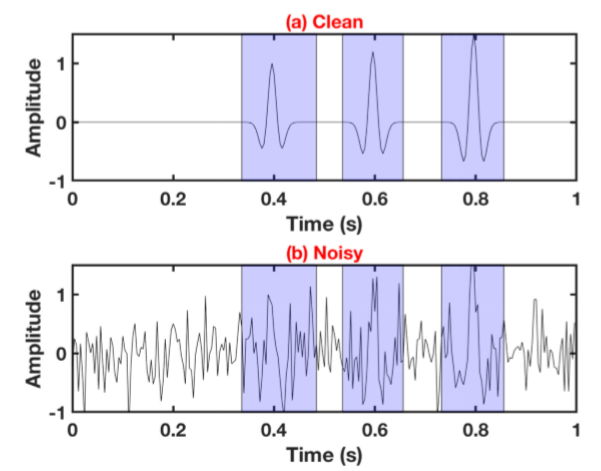 (a) Clean
Amplitude
1
0
-1
0 0.2 0.4 0.6 0.8 1
Time (s)
(b) Noisy
Amplitude
1
0
-1
0 0.2 0.4 0.6 0.8 1
Time (s)